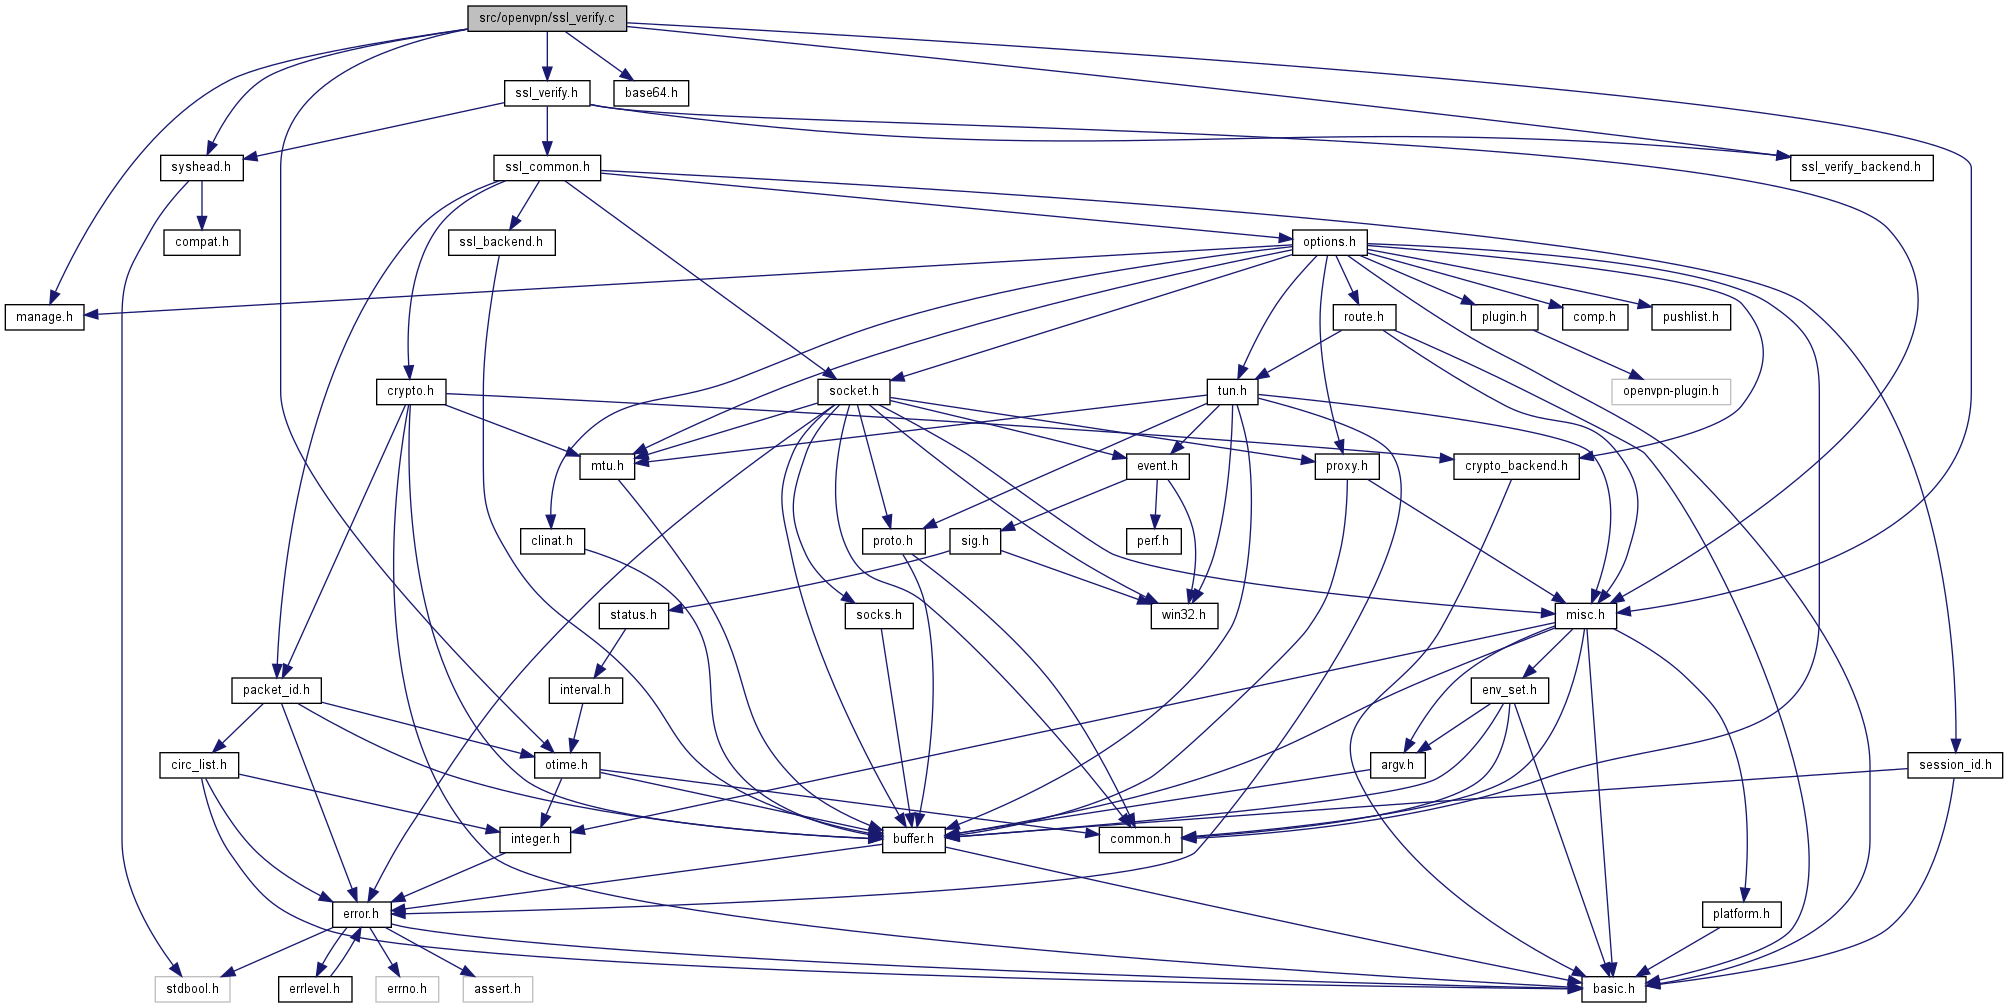 src/openvpn/ssl_verify.c
ssl_verify.h
base64.h
syshead.h
ssl_common.h
ssl_verify_backend.h
compat.h
ssl_backend.h
options.h
manage.h
route.h
plugin.h
comp.h
pushlist.h
crypto.h
socket.h
tun.h
openvpn-plugin.h
mtu.h
event.h
proxy.h
crypto_backend.h
clinat.h
proto.h
sig.h
perf.h
status.h
socks.h
win32.h
misc.h
packet_id.h
interval.h
env_set.h
circ_list.h
otime.h
argv.h
session_id.h
integer.h
buffer.h
common.h
error.h
platform.h
stdbool.h
errlevel.h
errno.h
assert.h
basic.h